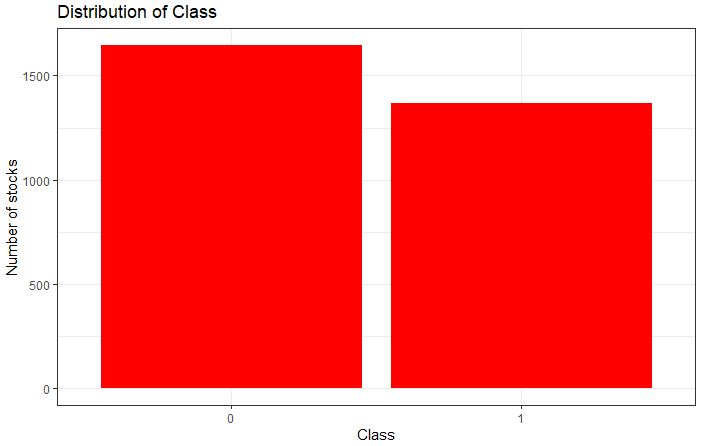 Distribution of Class
Number of stocks
1500
1000
500
0
0 1
Class